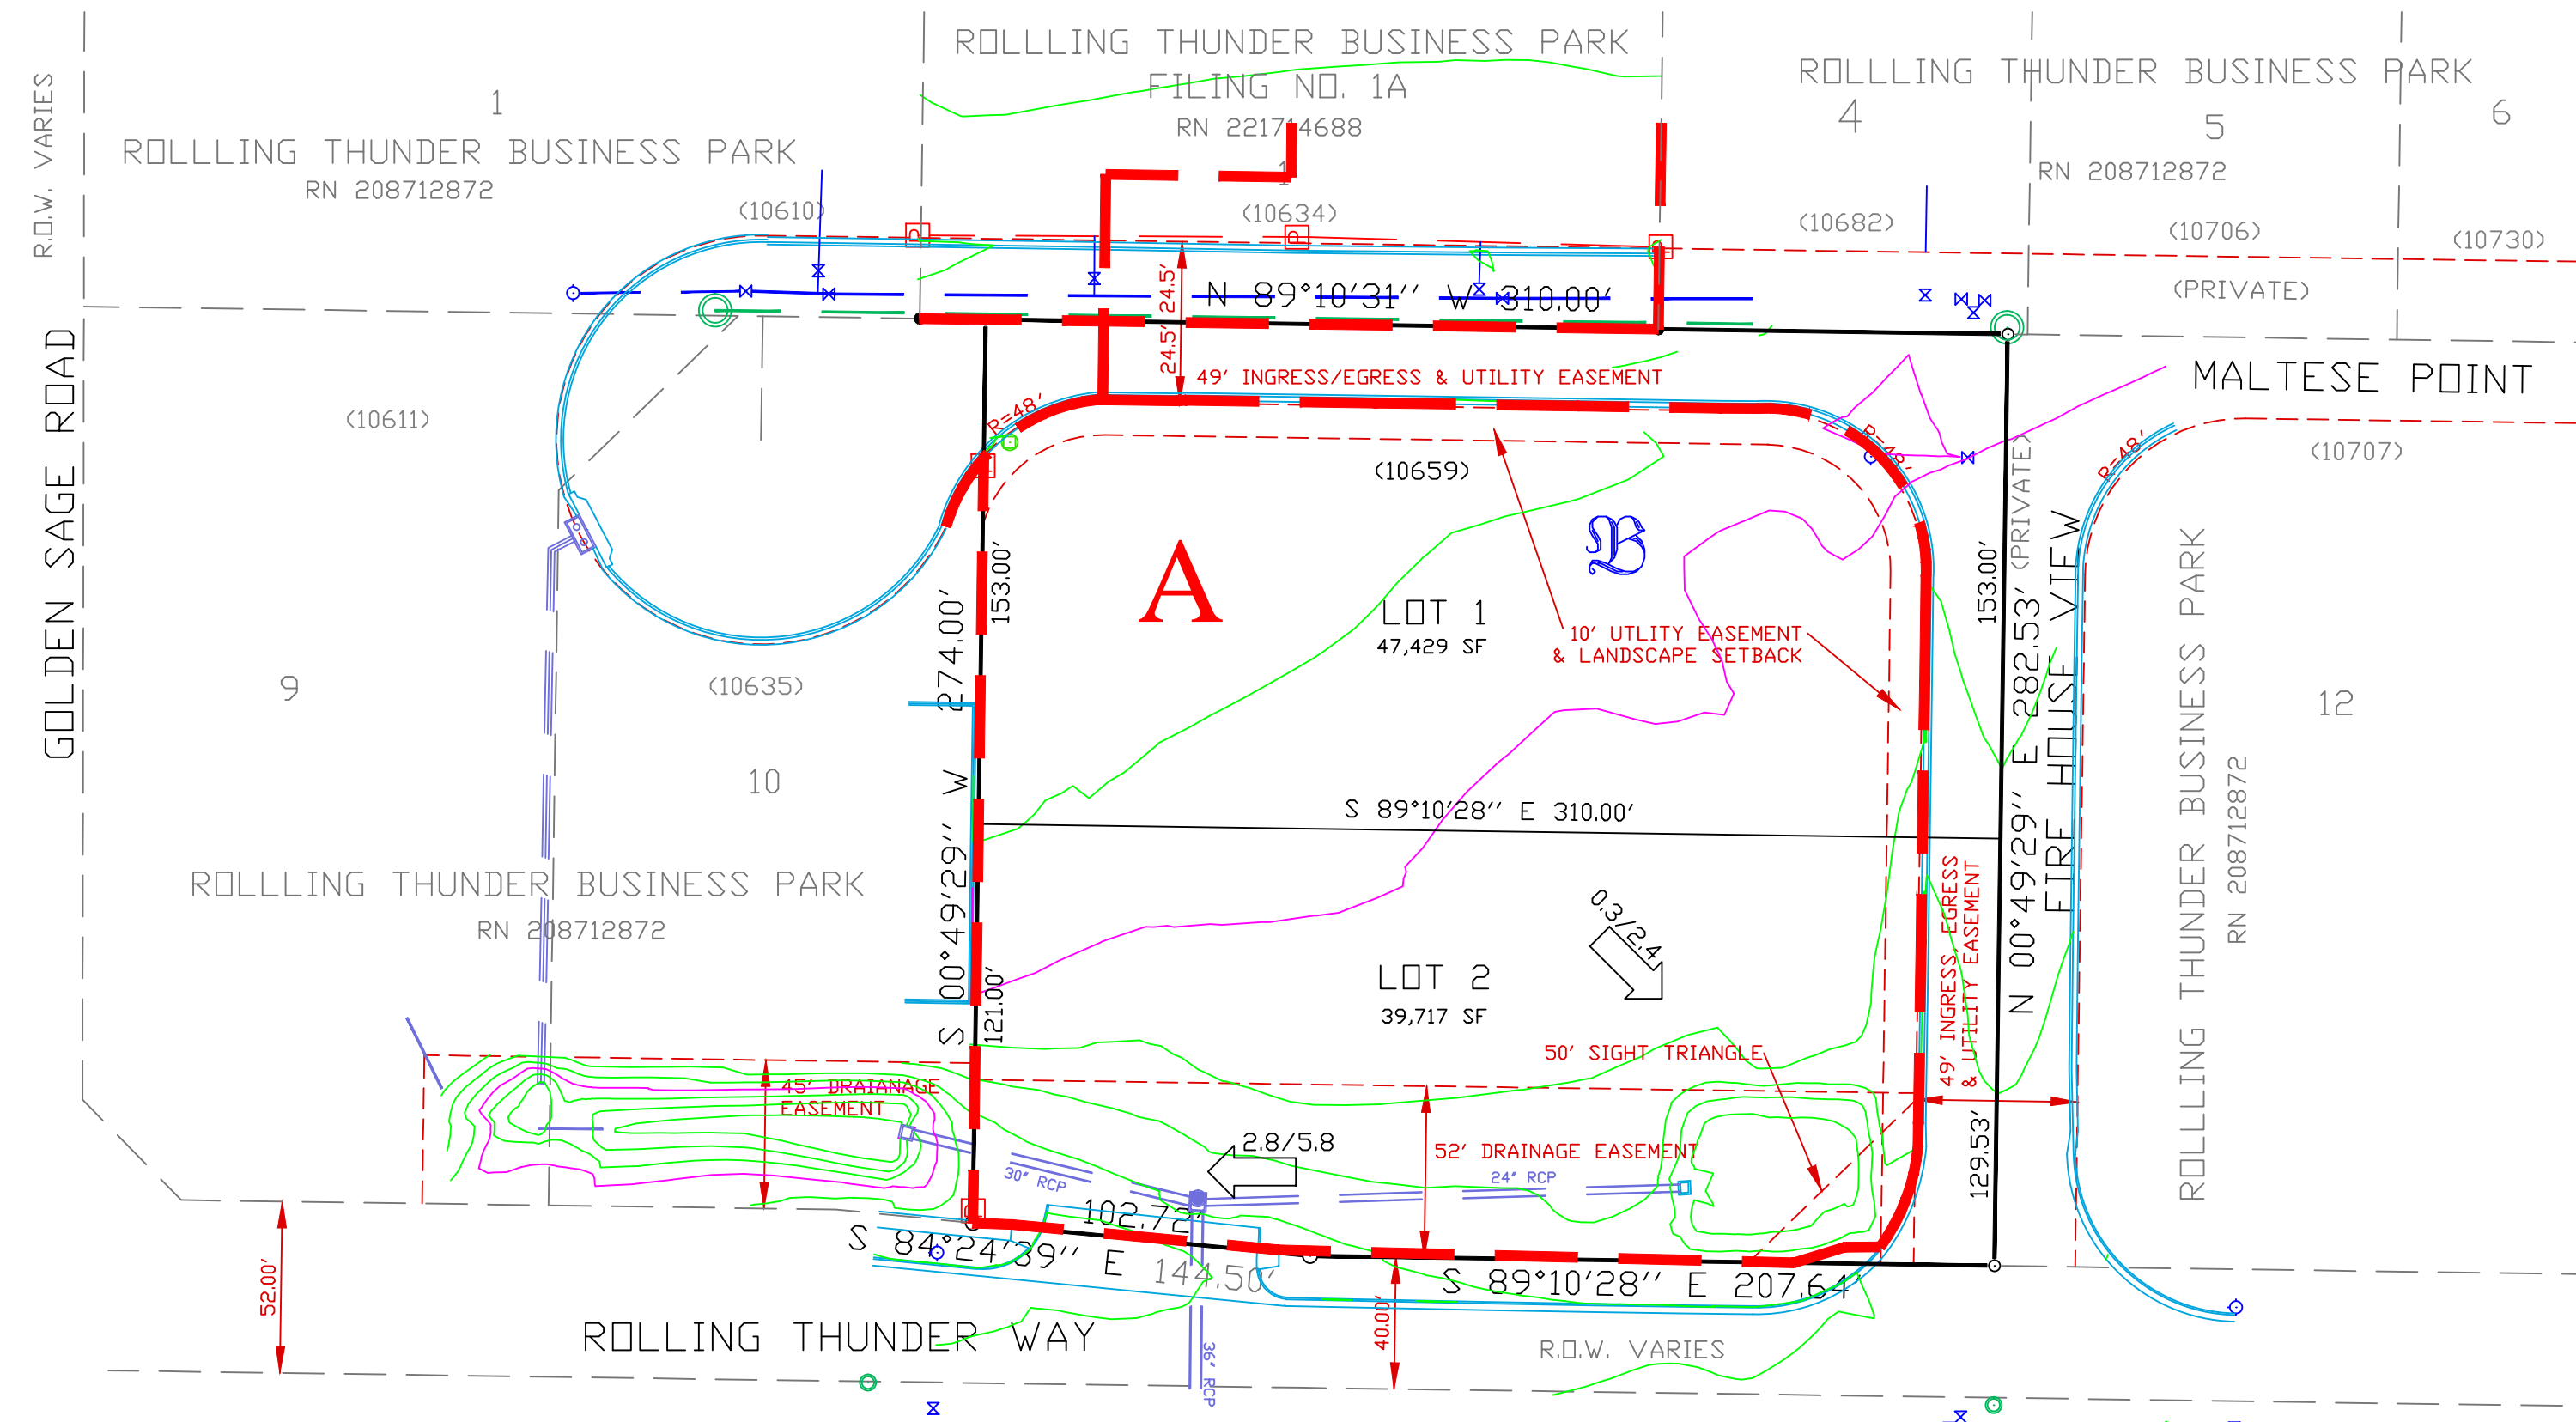 R.O.W. VARIES
1
ROLLLING THUNDER BUSINESS PARK
RN 208712872
(10610)
ROLLLING THUNDER BUSINESS PARK
FILING NO. 1A
RN 221714688
1
(10634)
ROLLLING THUNDER BUSINESS PARK
4
5
6
RN 208712872
(10682)
(10706)
(10730)
(PRIVATE)
N 89°10'31" W 310.00'
24.5' 24.5'
49' INGRESS/EGRESS & UTILITY EASEMENT
MALTESE POINT
GOLDEN SAGE ROAD
(10611)
R=48'
R=48'
R=48'
(10659)
(10707)
A
B
153.00'
274.00'
S 00°49'29" W
LOT 1
47,429 SF
10' UTLITY EASEMENT
& LANDSCAPE SETBACK
153.00'
(PRIVATE)
N 00°49'29" E 282.53'
FIRE HOUSE VIEW
9
(10635)
10
12
ROLLLING THUNDER BUSINESS PARK
RN 208712872
S 89°10'28" E 310.00'
ROLLLING THUNDER BUSINESS PARK
RN 208712872
121.00'
LOT 2
39,717 SF
0.3/2.4
49' INGRESS, EGRESS
& UTILITY EASEMENT
50' SIGHT TRIANGLE
45' DRAIANAGE
EASEMENT
2.8/5.8
52' DRAINAGE EASEMENT
129.53'
30" RCP
24" RCP
102.72'
S 84°24'39" E 144.50'
S 89°10'28" E 207.64'
52.00'
40.00'
ROLLING THUNDER WAY
36" RCP
R.O.W. VARIES